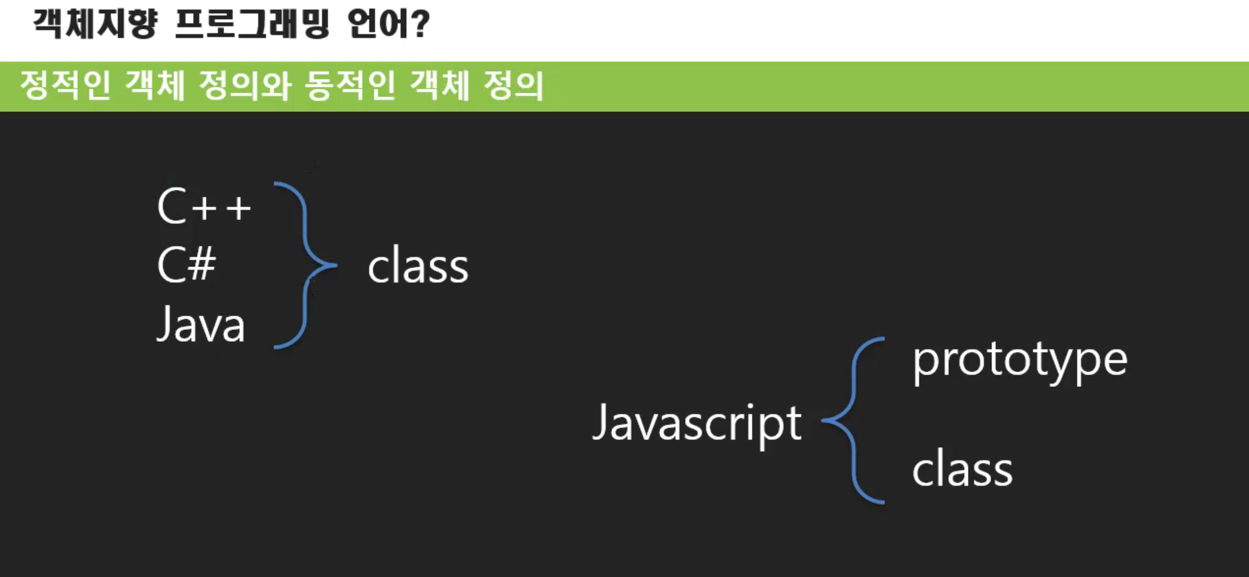 객체지향 프로그래밍 언어?
정적인 객체 정의와 동적인 객체 정의
C++
C#
class
Java
prototype
Javascript
class